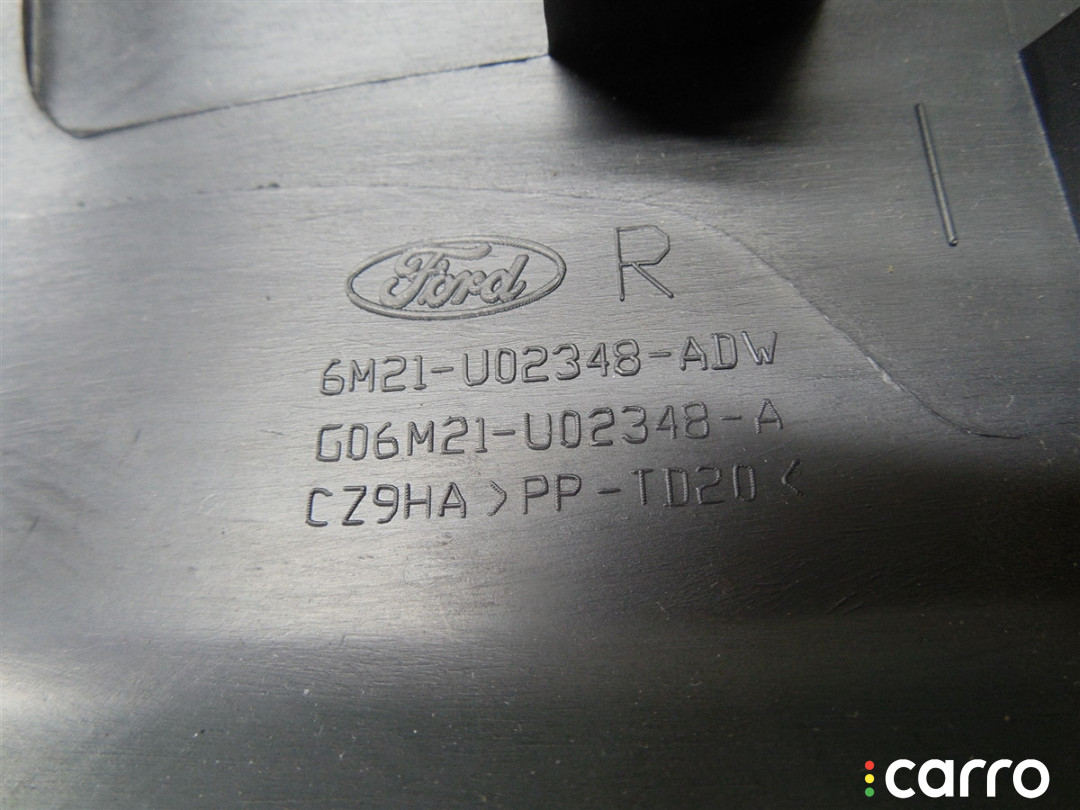 Ford R
6M21-U02348-ADW
G06M21-U02348-A
CZ9HA >PP-TD20<
carro